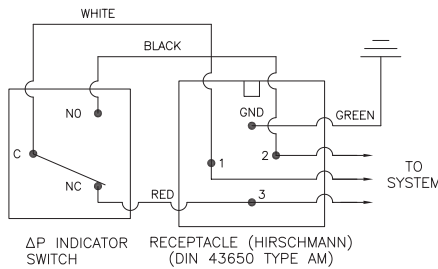 WHITE
BLACK
NO
GND
GREEN
C
1
2
TO
SYSTEM
NC
RED
3
ΔP INDICATOR
SWITCH
RECEPTACLE (HIRSCHMANN)
(DIN 43650 TYPE AM)